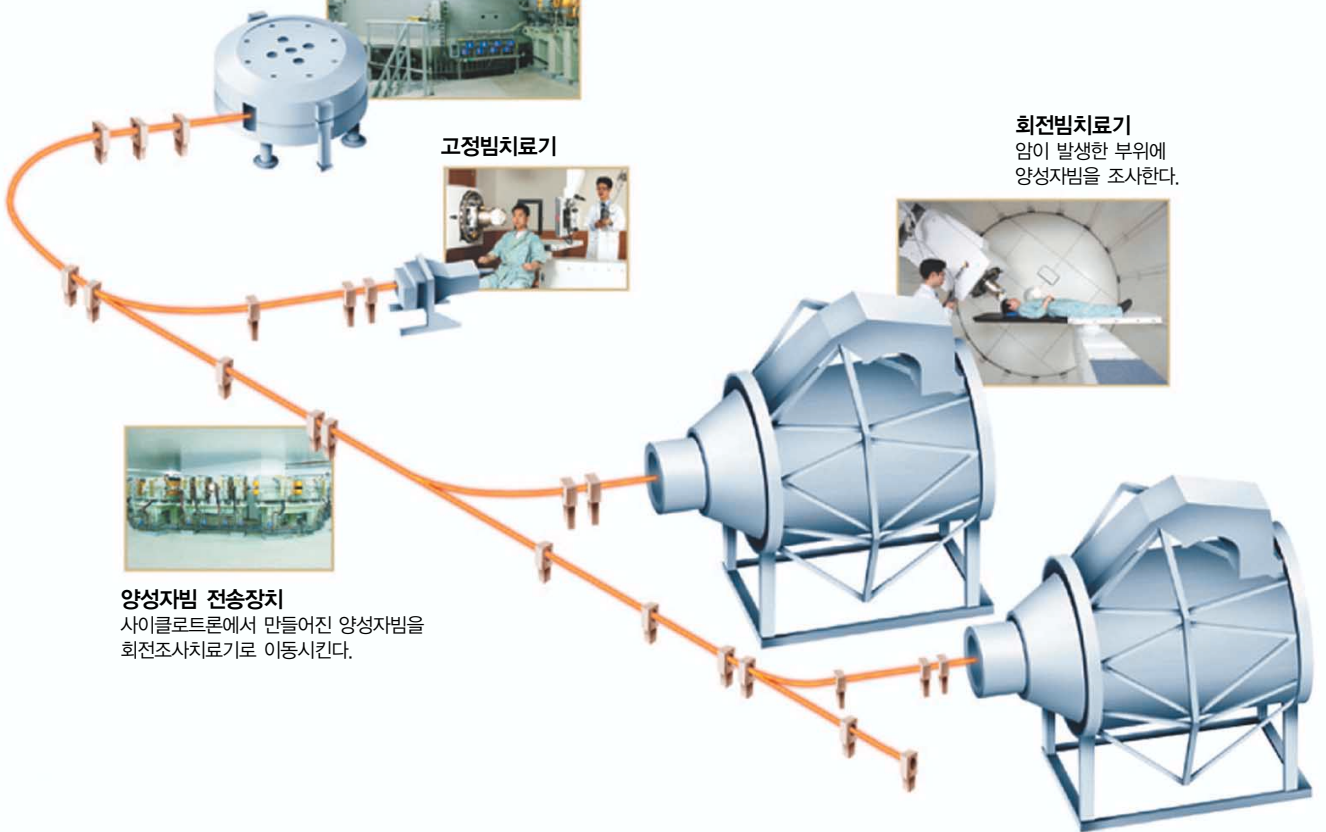 고정빔치료기
회전빔치료기
암이 발생한 부위에
양성자빔을 조사한다.
양성자빔 전송장치
사이클로트론에서 만들어진 양성자빔을
회전조사치료기로 이동시킨다.